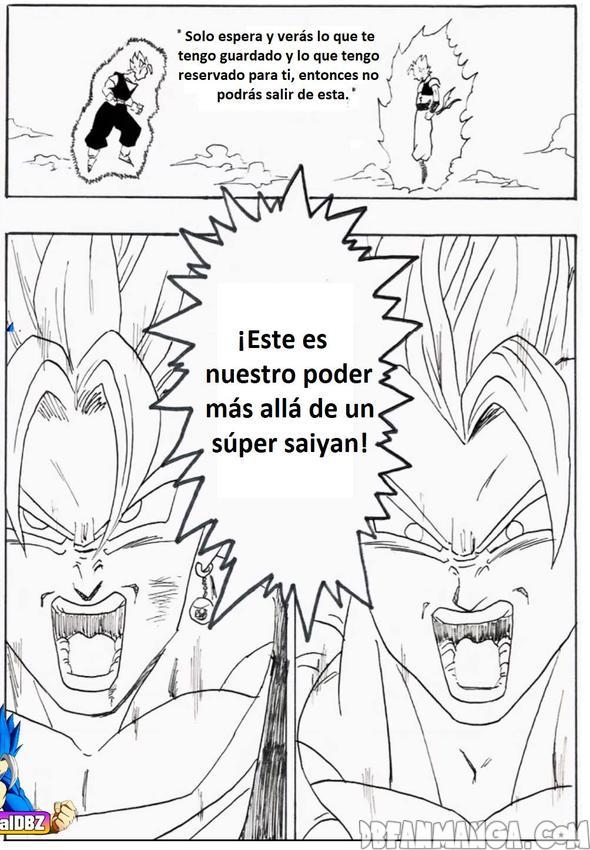 " Solo espera y verás lo que te
tengo guardado y lo que tengo
reservado para ti, entonces no
podrás salir de esta. "
¡Este es
nuestro poder
más allá de un
súper saiyan!
alDBZ
DBFANMANGA.COM